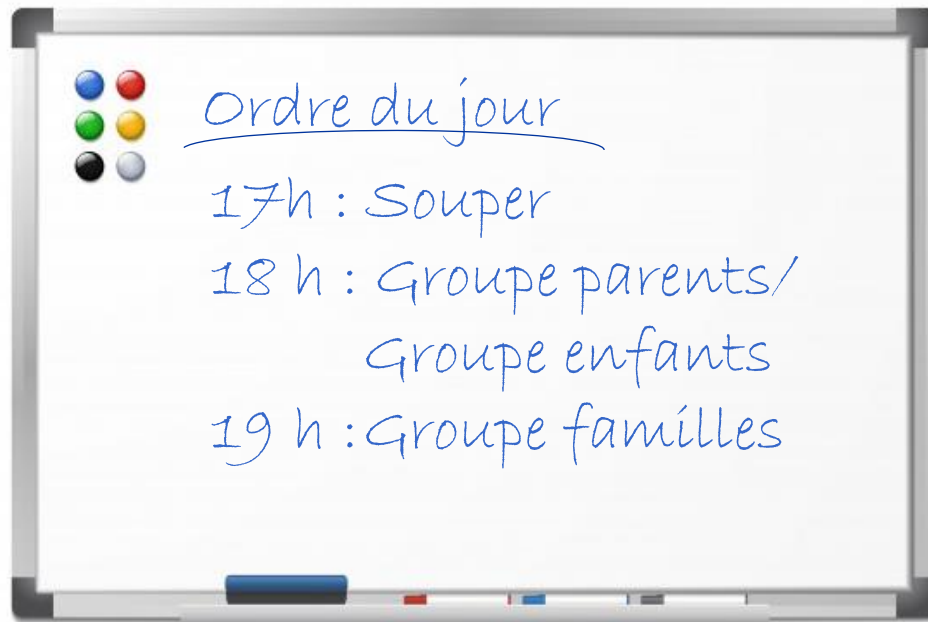 Ordre du jour
17h : Souper
18 h : Groupe parents/
Groupe enfants
19 h : Groupe familles